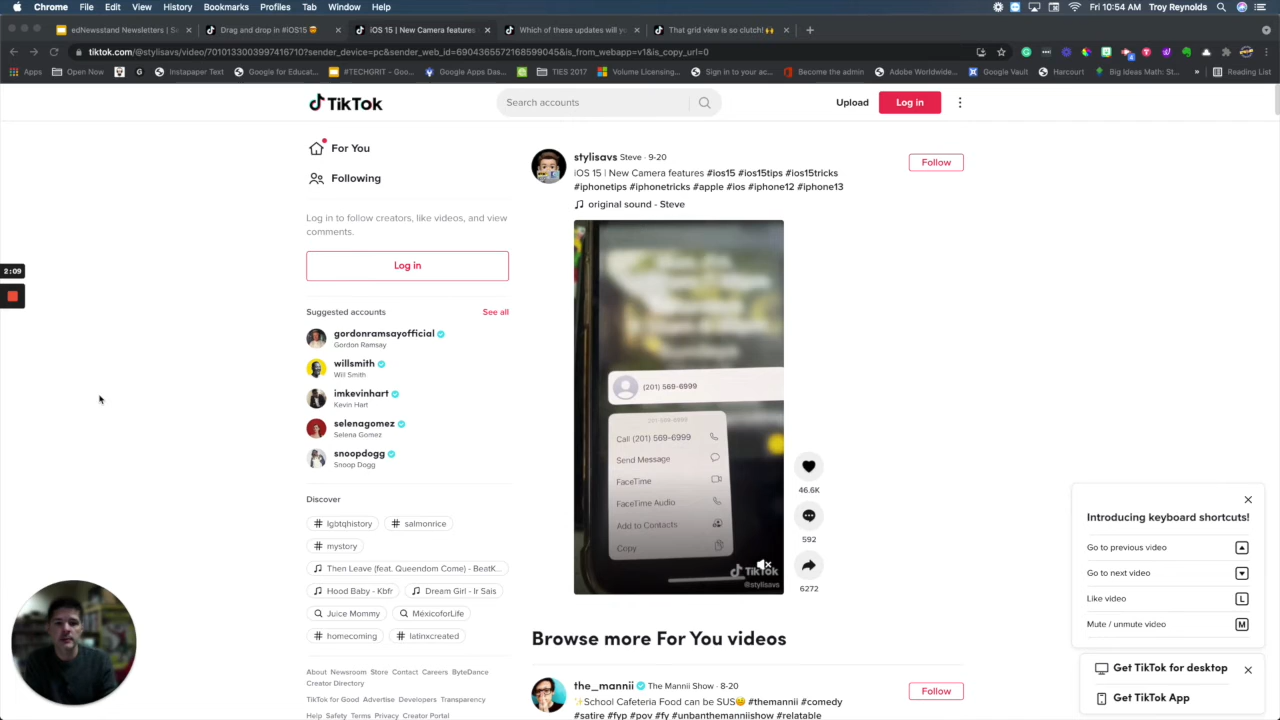 Chrome File Edit View History Bookmarks Profiles Tab Window Help
edNewsstand Newsletters | S
Drag and drop in #iOS15
iOS 15 | New Camera features
Which of these updates will yo
That grid view is so clutch!
tiktok.com/@stylisavs/video/7010133003997416710?sender_device=pc&sender_web_id=6904365572168599045&is_from_webapp=v1&is_copy_url=0
Apps
Open Now
Instapaper Text
Google for Educat...
#TECHGRIT - Goo...
Google Apps Das...
TIES 2017
Volume Licensing...
Sign in to your ac...
Become the admin
Adobe Worldwide...
Google Vault
Harcourt
Big Ideas Math: St...
»
Reading List
TikTok
Search accounts
Upload
Log in
For You
Following
Log in to follow creators, like videos, and view
comments.
Log in
Suggested accounts
See all
gordonramsayofficial
Gordon Ramsay
willsmith
Will Smith
imkevinhart
Kevin Hart
selenagomez
Selena Gomez
snoopdogg
Snoop Dogg
Discover
# lgbtqhistory
# salmonrice
# mystory
Then Leave (feat. Queendom Come) - BeatK...
Hood Baby - Kbfr
Dream Girl - Ir Sais
Juice Mommy
MéxicoforLife
# homecoming
# latinxcreated
About Newsroom Store Contact Careers ByteDance
Creator Directory
TikTok for Good Advertise Developers Transparency
Help Safety Terms Privacy Creator Portal
2:09
stylisavs Steve · 9-20
Follow
iOS 15 | New Camera features #ios15 #ios15tips #ios15tricks
#iphonetips #iphonetricks #apple #ios #iphone12 #iphone13
original sound - Steve
(201) 569-6999
(201) 569-6999
Call (201) 569-6999
Send Message
FaceTime
FaceTime Audio
Add to Contacts
Copy
TikTok
@stylisavs
46.6K
592
6272
Browse more For You videos
the_mannii The Mannii Show · 8-20
Follow
School Cafeteria Food can be SUS #themannii #comedy
#satire #fyp #pov #fy #unbanthemanniishow #relatable
Introducing keyboard shortcuts!
Go to previous video
Go to next video
Like video L
Mute / unmute video M
Get TikTok for desktop
Get TikTok App